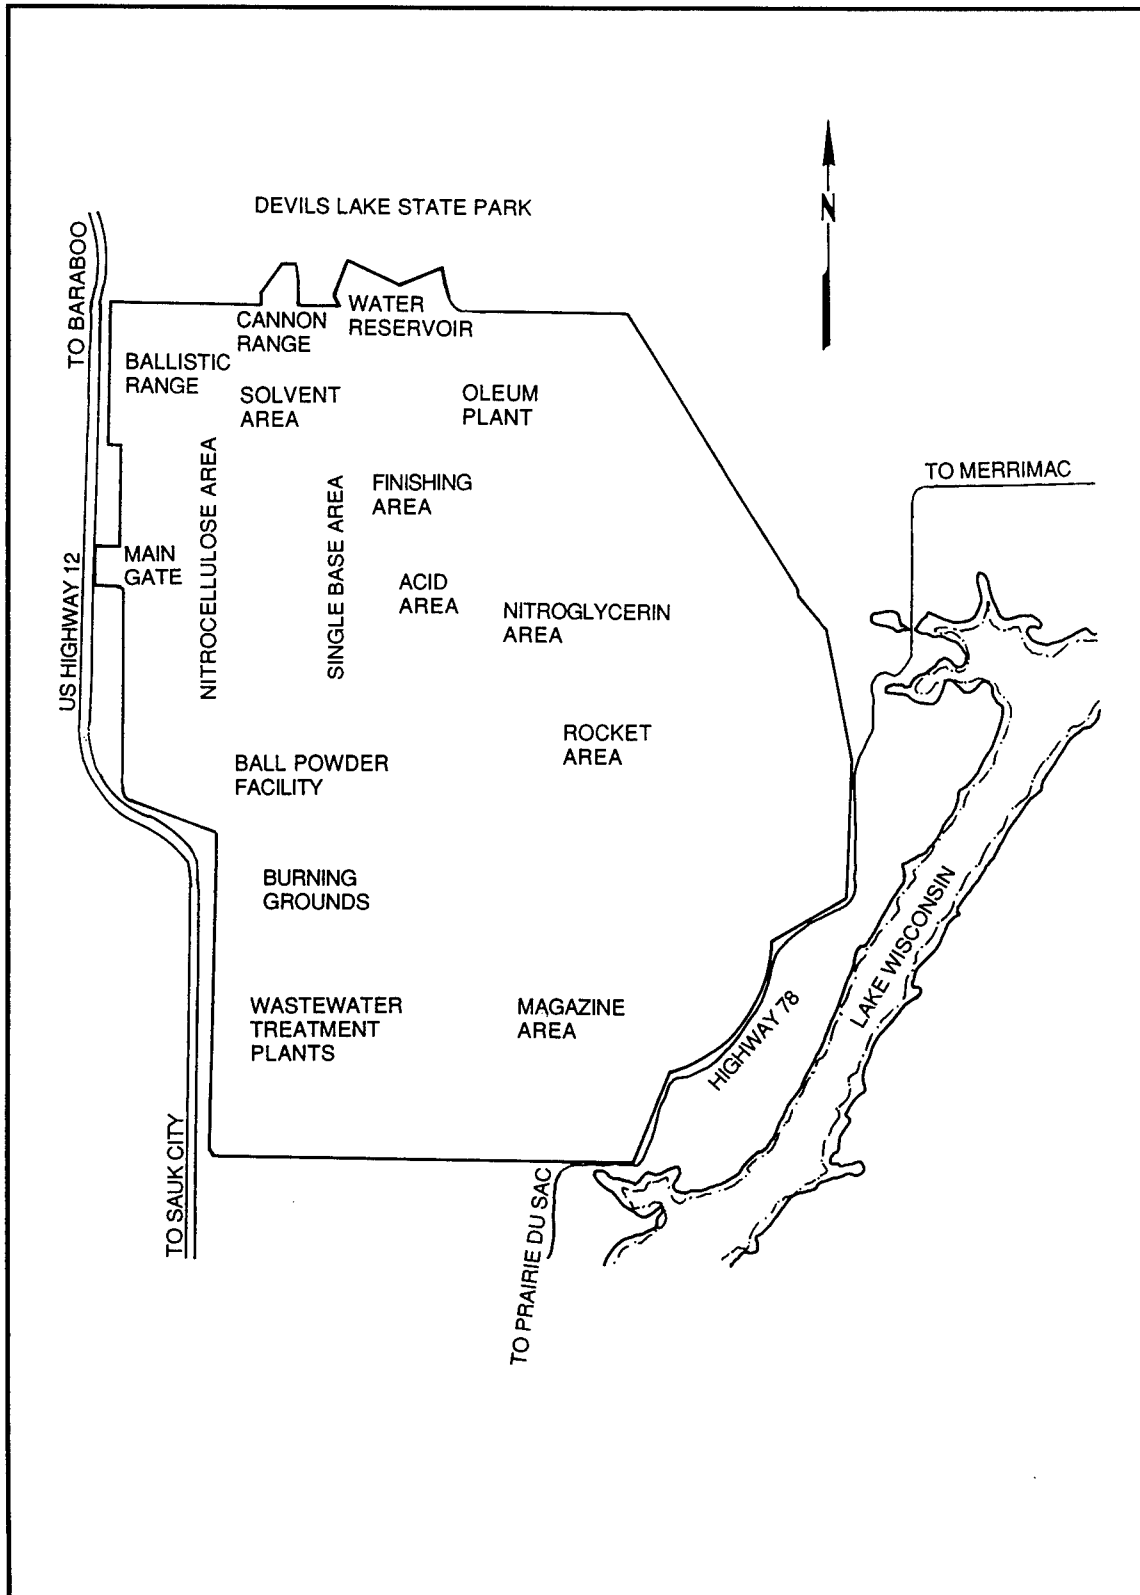 DEVILS LAKE STATE PARK
N
TO BARABOO
CANNON
RANGE
WATER
RESERVOIR
BALLISTIC
RANGE
SOLVENT
AREA
OLEUM
PLANT
NITROCELLULOSE AREA
SINGLE BASE AREA
FINISHING
AREA
TO MERRIMAC
MAIN
GATE
ACID
AREA
NITROGLYCERIN
AREA
US HIGHWAY 12
ROCKET
AREA
BALL POWDER
FACILITY
BURNING
GROUNDS
LAKE WISCONSIN
WASTEWATER
TREATMENT
PLANTS
MAGAZINE
AREA
HIGHWAY 78
TO SAUK CITY
TO PRAIRIE DU SAC